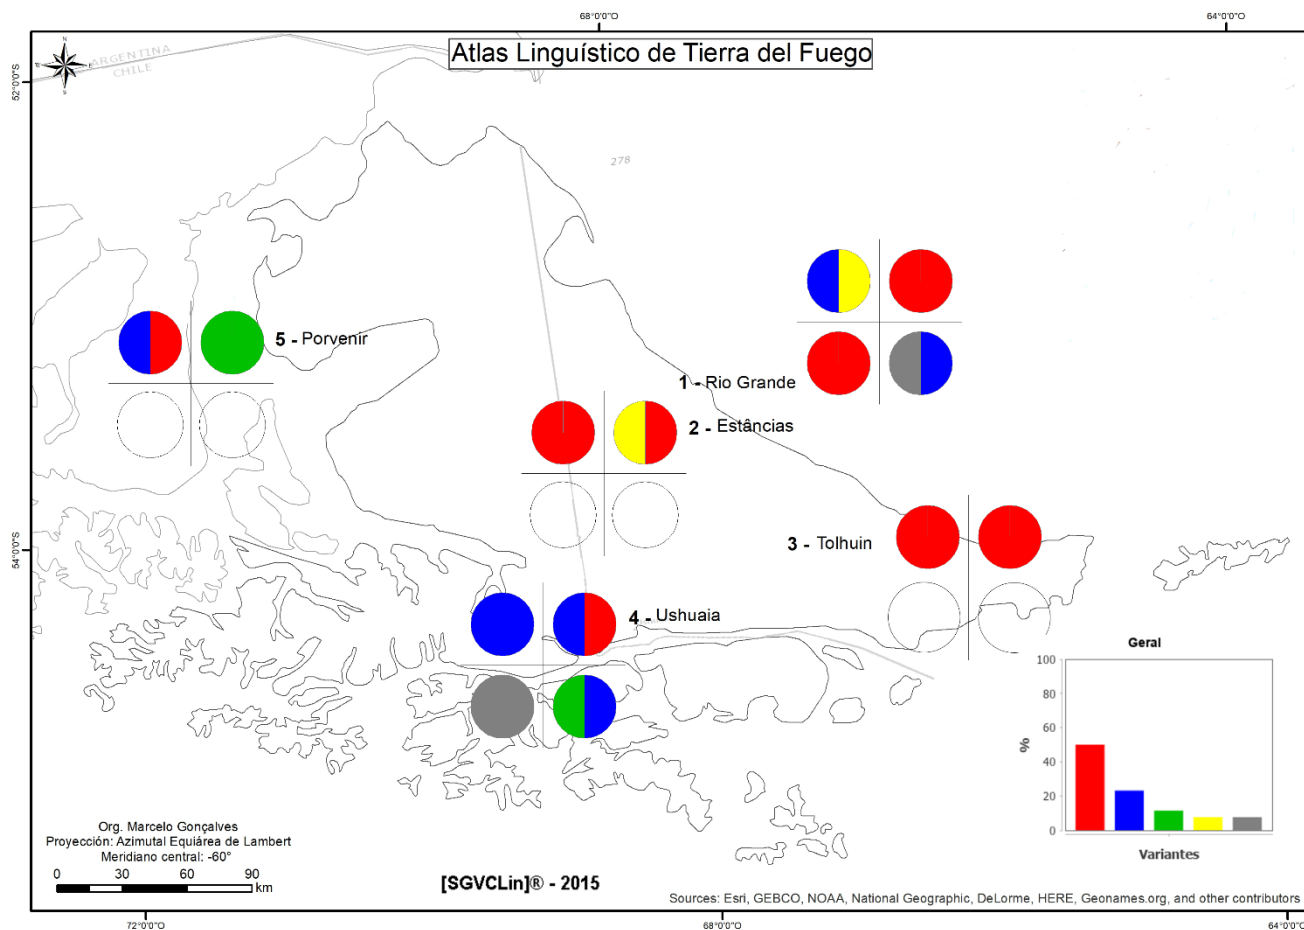 68°0'0"O
64°0'0"O
Atlas Linguístico de Tierra del Fuego
ARGENTINA
CHILE
N
S
52°0'0"S
278
5 - Porvenir
1 - Rio Grande
2 - Estâncias
3 - Tolhuin
54°0'0"S
4 - Ushuaia
Geral
100
80
60
40
20
0
%
Variantes
Org. Marcelo Gonçalves
Proyección: Azimutal Equiárea de Lambert
Meridiano central: -60°
0 30 60 90
km
[SGVCLin]® - 2015
Sources: Esri, GEBCO, NOAA, National Geographic, DeLorme, HERE, Geonames.org, and other contributors
72°0'0"O
68°0'0"O
64°0'0"O